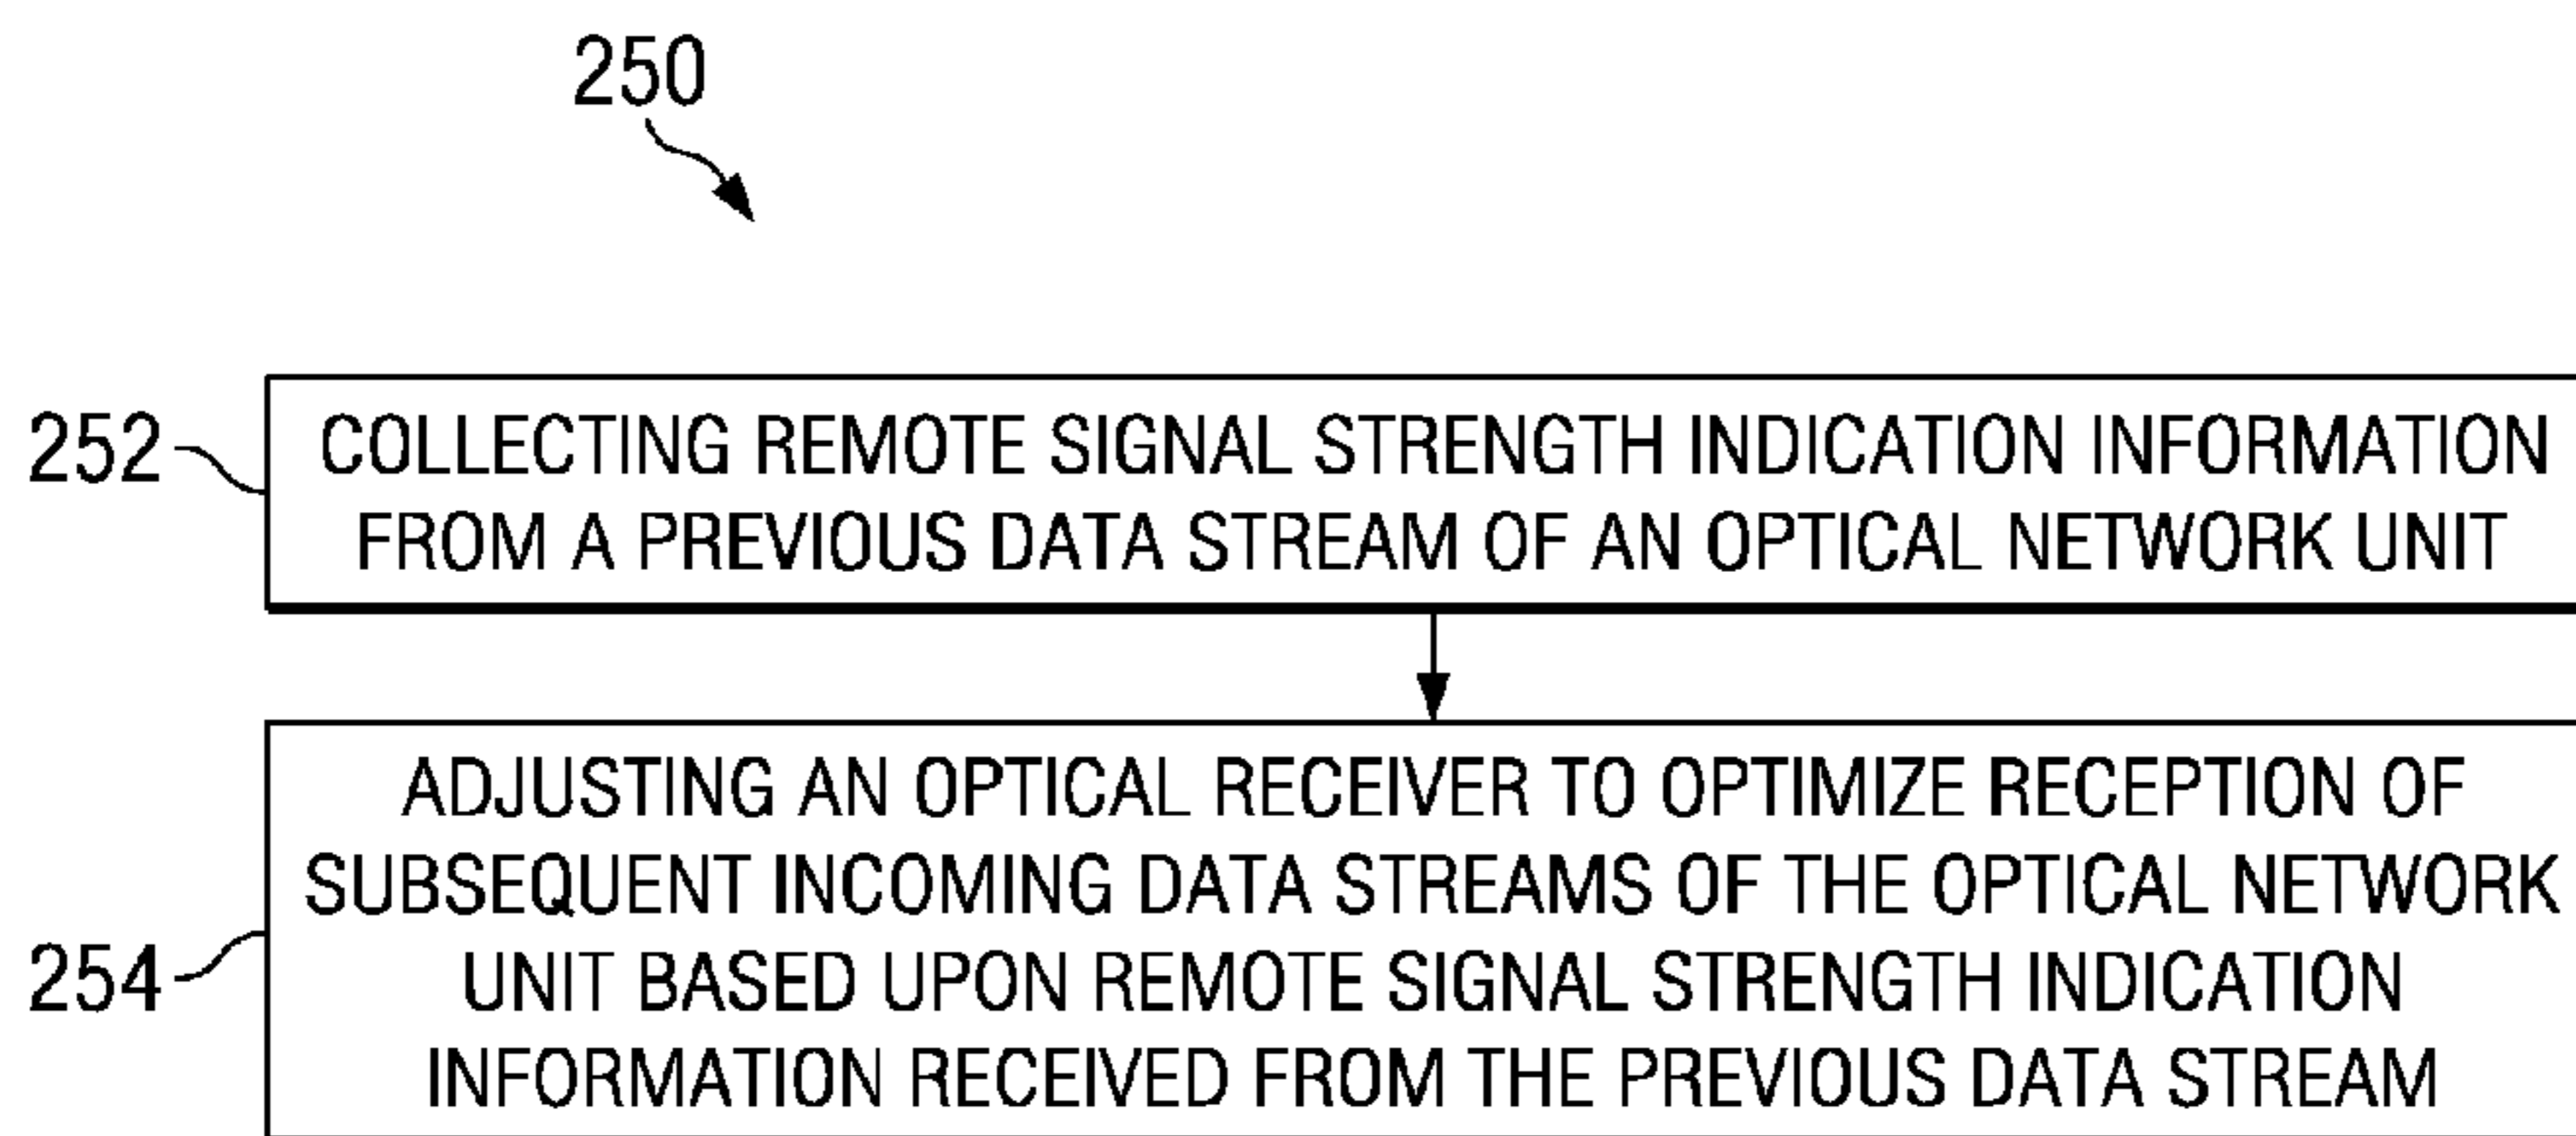 250
252
COLLECTING REMOTE SIGNAL STRENGTH INDICATION INFORMATION
FROM A PREVIOUS DATA STREAM OF AN OPTICAL NETWORK UNIT
254
ADJUSTING AN OPTICAL RECEIVER TO OPTIMIZE RECEPTION OF
SUBSEQUENT INCOMING DATA STREAMS OF THE OPTICAL NETWORK
UNIT BASED UPON REMOTE SIGNAL STRENGTH INDICATION
INFORMATION RECEIVED FROM THE PREVIOUS DATA STREAM